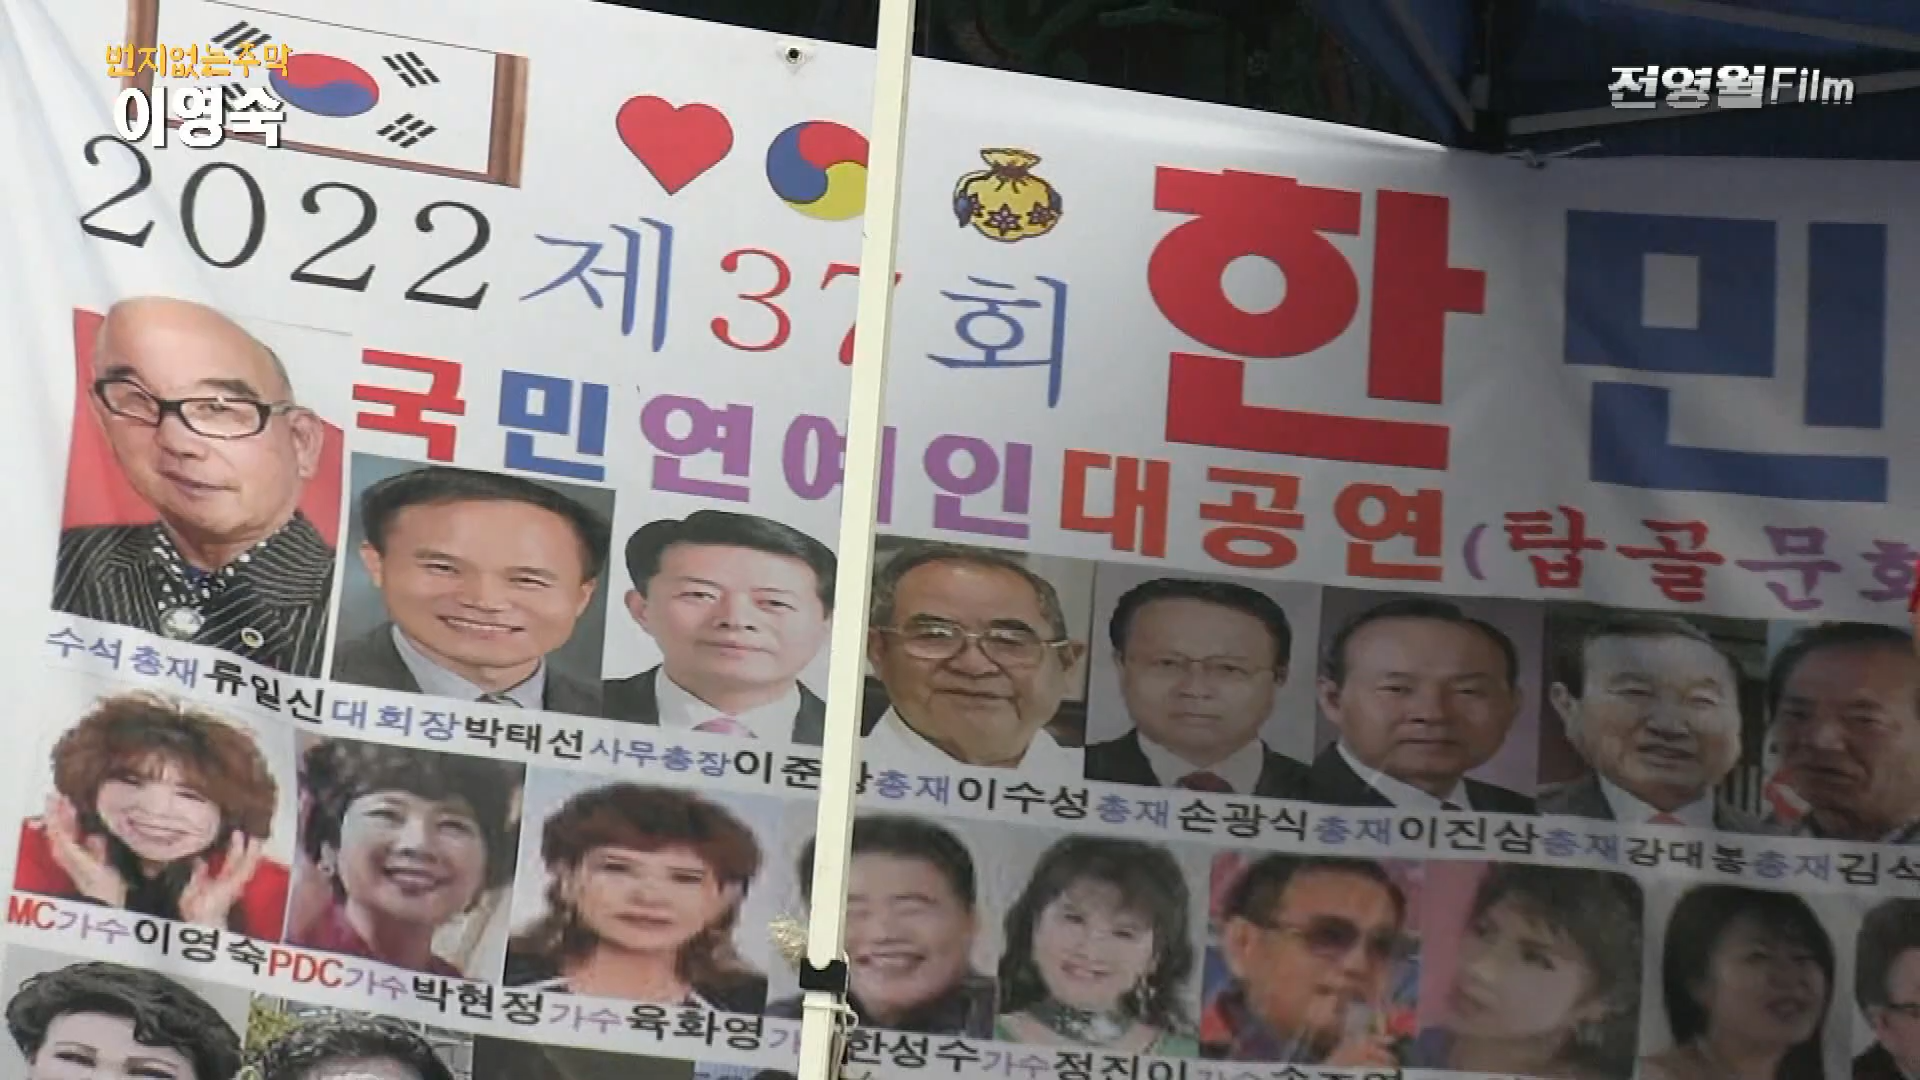 번지없는주막
이영숙
전영월Film
2022 제37회 한민
국민연예인대공연(탑골문화
수석총재류일신대회장박태선사무총장이준 총재이수성총재손광식총재이진삼총재강대봉총재김석
MC가수이영숙PDC가수박현정가수육화영가 한성수가수정진이가수